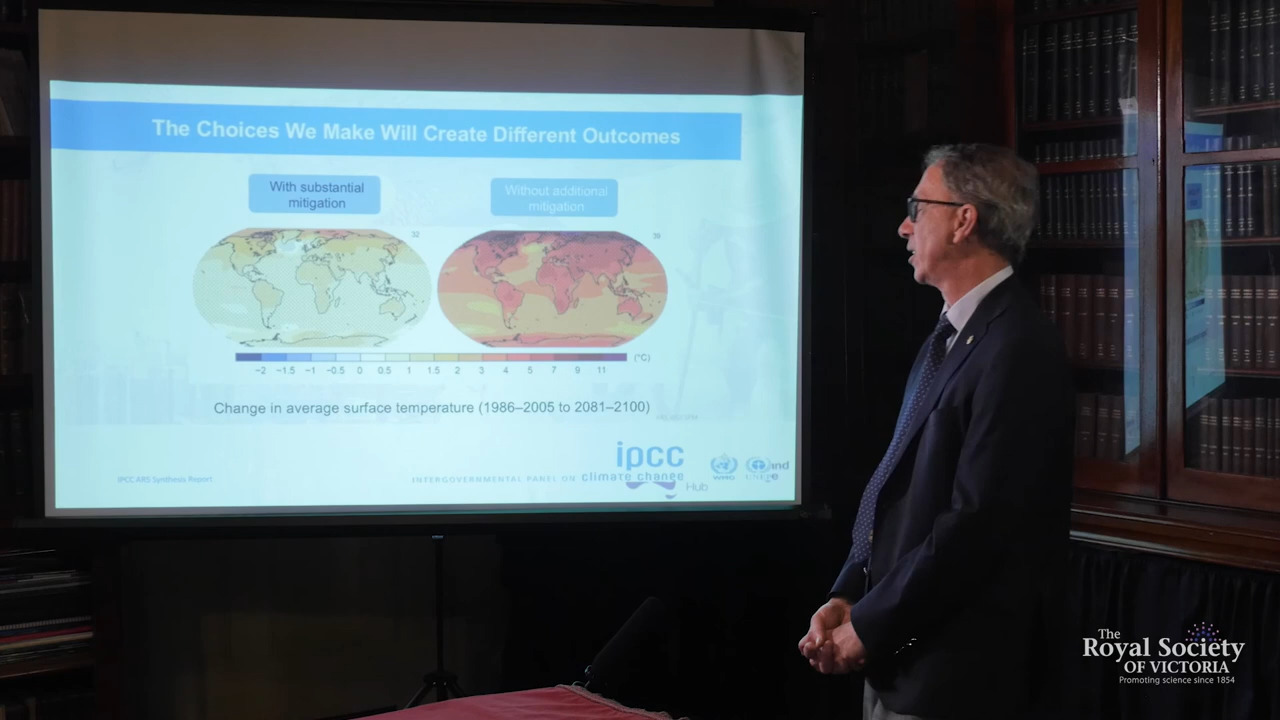 The Choices We Make Will Create Different Outcomes
With substantial
mitigation
Without additional
mitigation
32
39
(°C)
−2 −1.5 −1 −0.5 0 0.5 1 1.5 2 3 4 5 7 9 11
Change in average surface temperature (1986–2005 to 2081–2100)
IPCC AR5 Synthesis Report
ipcc
INTERGOVERNMENTAL PANEL ON climate change
WMO
UNEP
Hub
The
Royal Society
OF VICTORIA
Promoting science since 1854